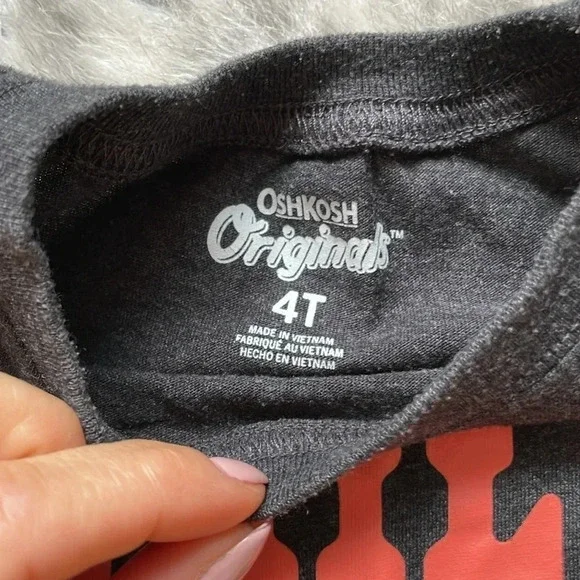 OSHKOSH
Originals™
4T
MADE IN VIETNAM
FABRIQUÉ AU VIETNAM
HECHO EN VIETNAM